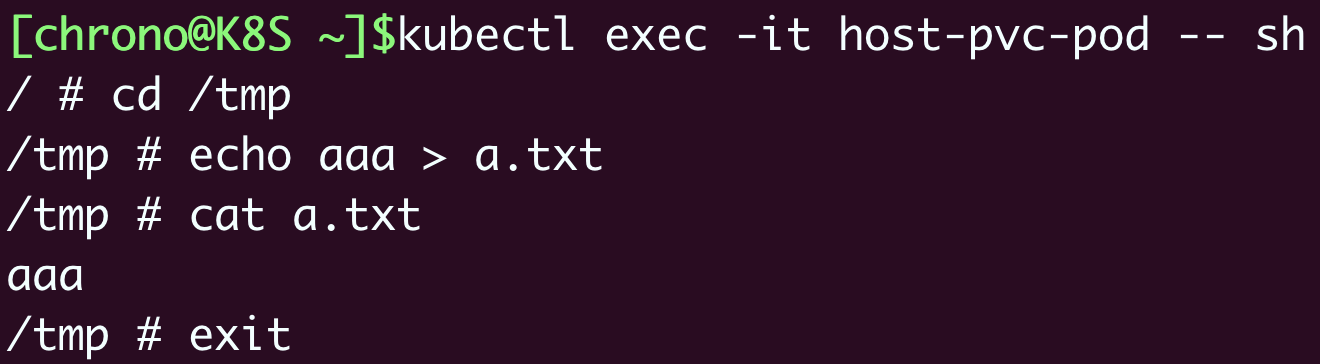 [chrono@K8S ~]$kubectl exec -it host-pvc-pod -- sh
/ # cd /tmp
/tmp # echo aaa > a.txt
/tmp # cat a.txt
aaa
/tmp # exit